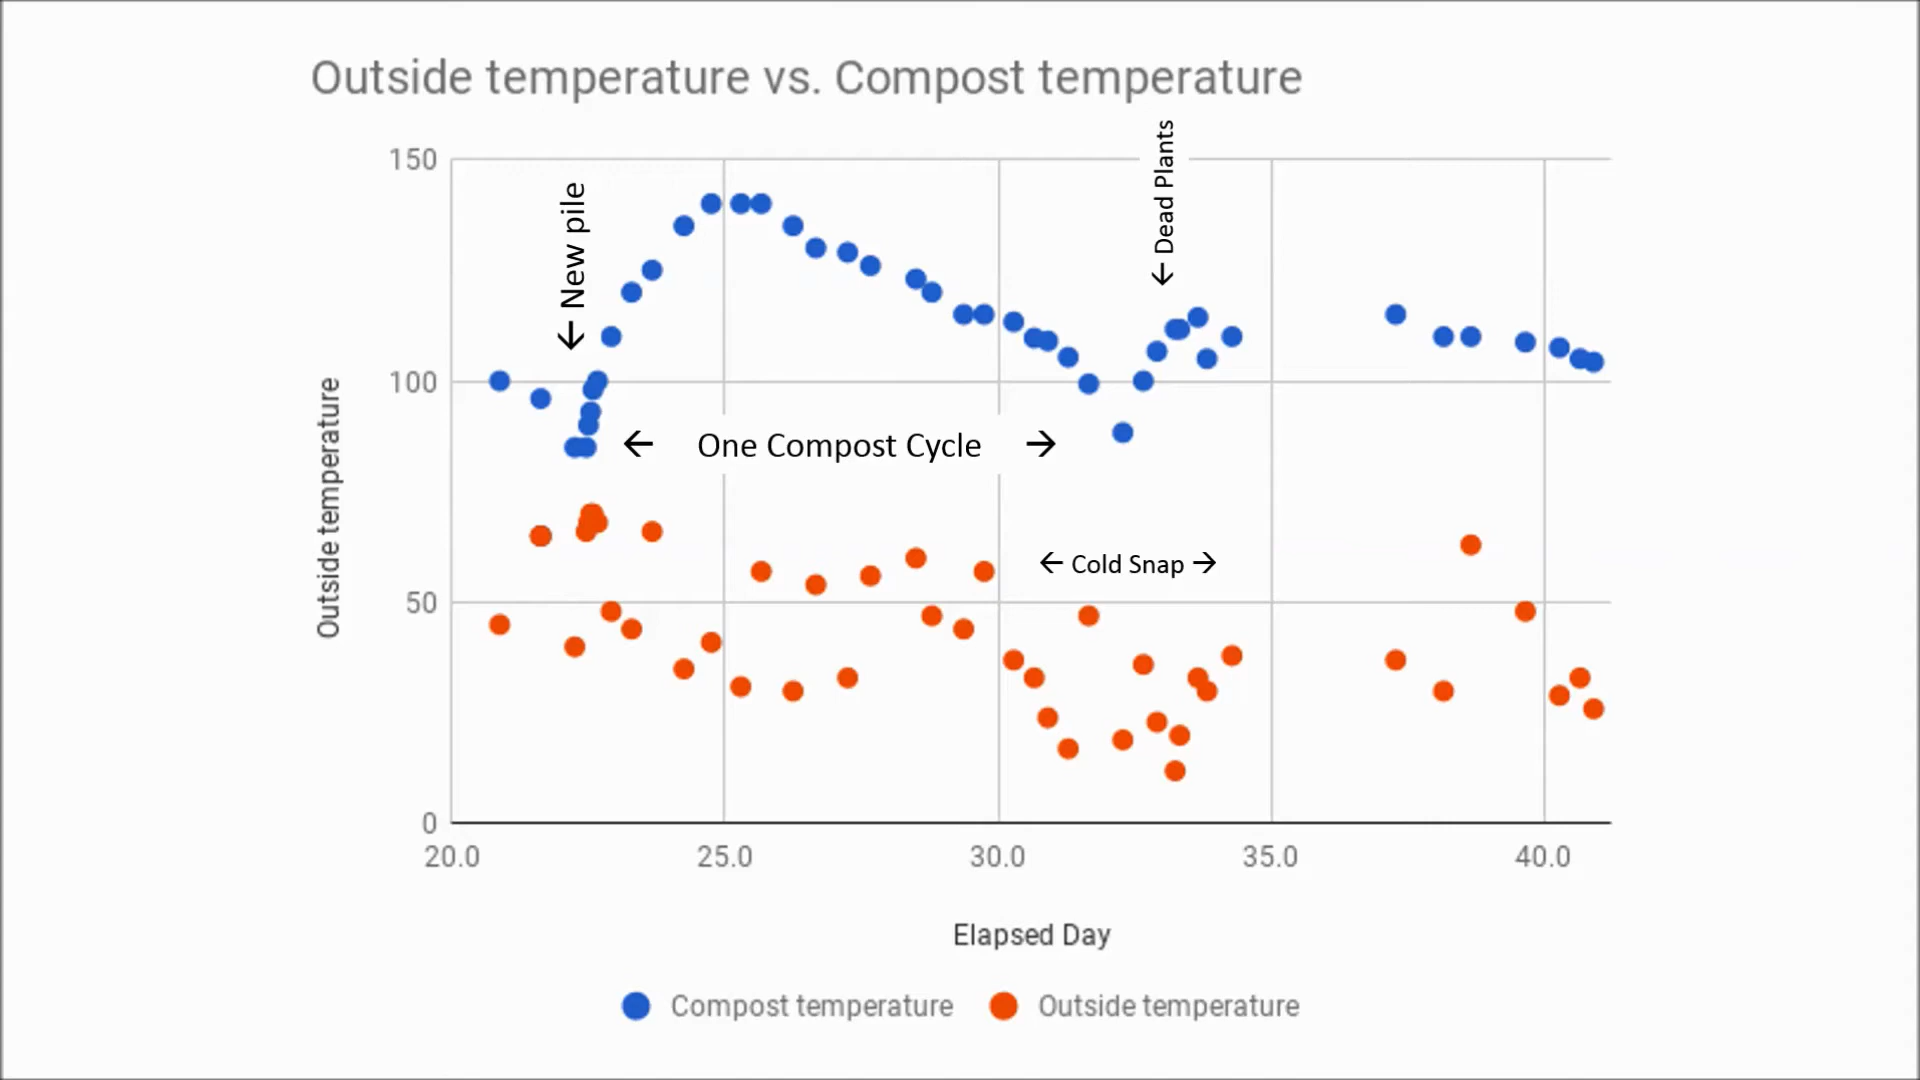 Outside temperature vs. Compost temperature
← Dead Plants
150
← New pile
100
← One Compost Cycle →
Outside temperature
← Cold Snap →
50
0
20.0 25.0 30.0 35.0 40.0
Elapsed Day
Compost temperature Outside temperature